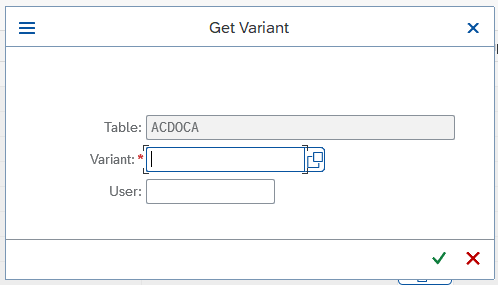 Get Variant
Table: ACDOCA
Variant: *
User: